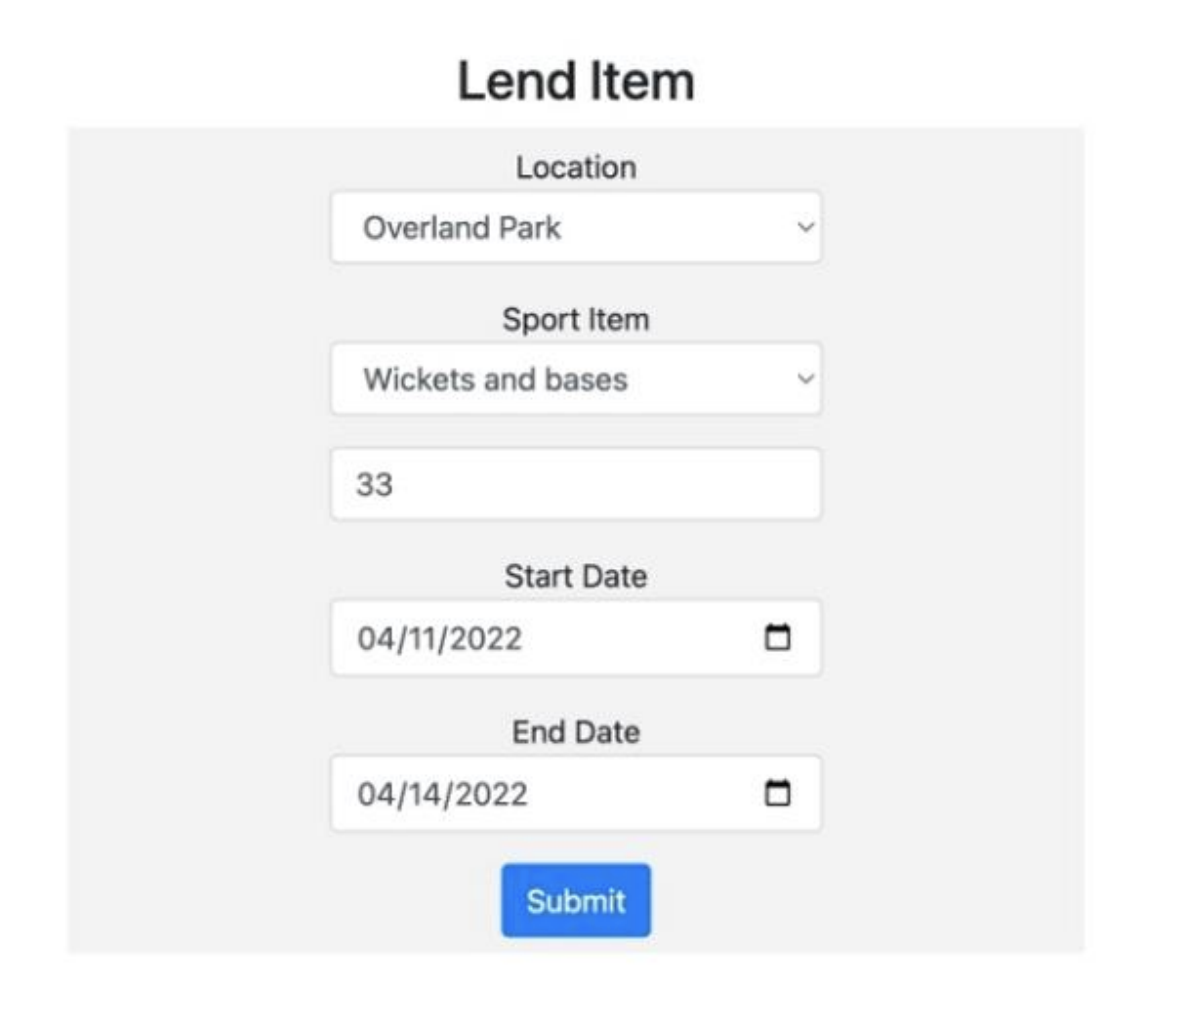 Lend Item
Location
Overland Park
Sport Item
Wickets and bases
33
Start Date
04/11/2022
End Date
04/14/2022
Submit